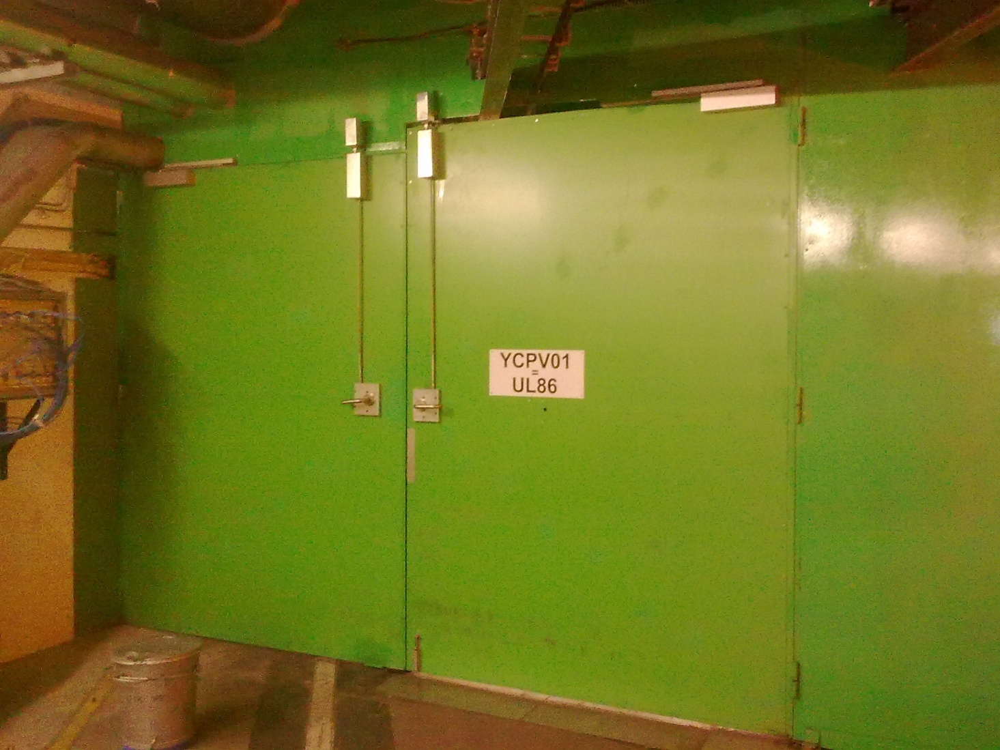 YCPV01
=
UL86